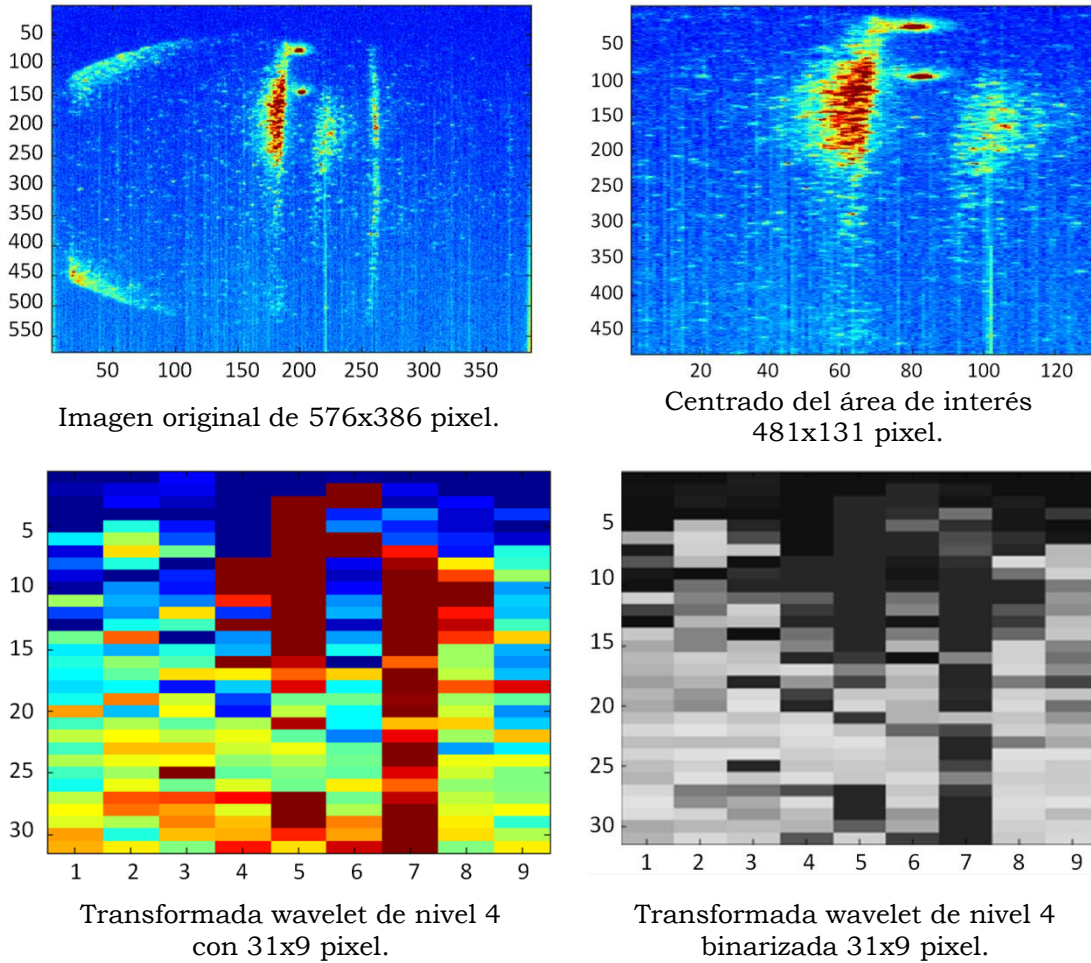 50
100
150
200
250
300
350
400
450
500
550
50 100 150 200 250 300 350
Imagen original de 576x386 pixel.
50
100
150
200
250
300
350
400
450
20 40 60 80 100 120
Centrado del área de interés
481x131 pixel.
5
10
15
20
25
30
1 2 3 4 5 6 7 8 9
Transformada wavelet de nivel 4
con 31x9 pixel.
5
10
15
20
25
30
1 2 3 4 5 6 7 8 9
Transformada wavelet de nivel 4
binarizada 31x9 pixel.